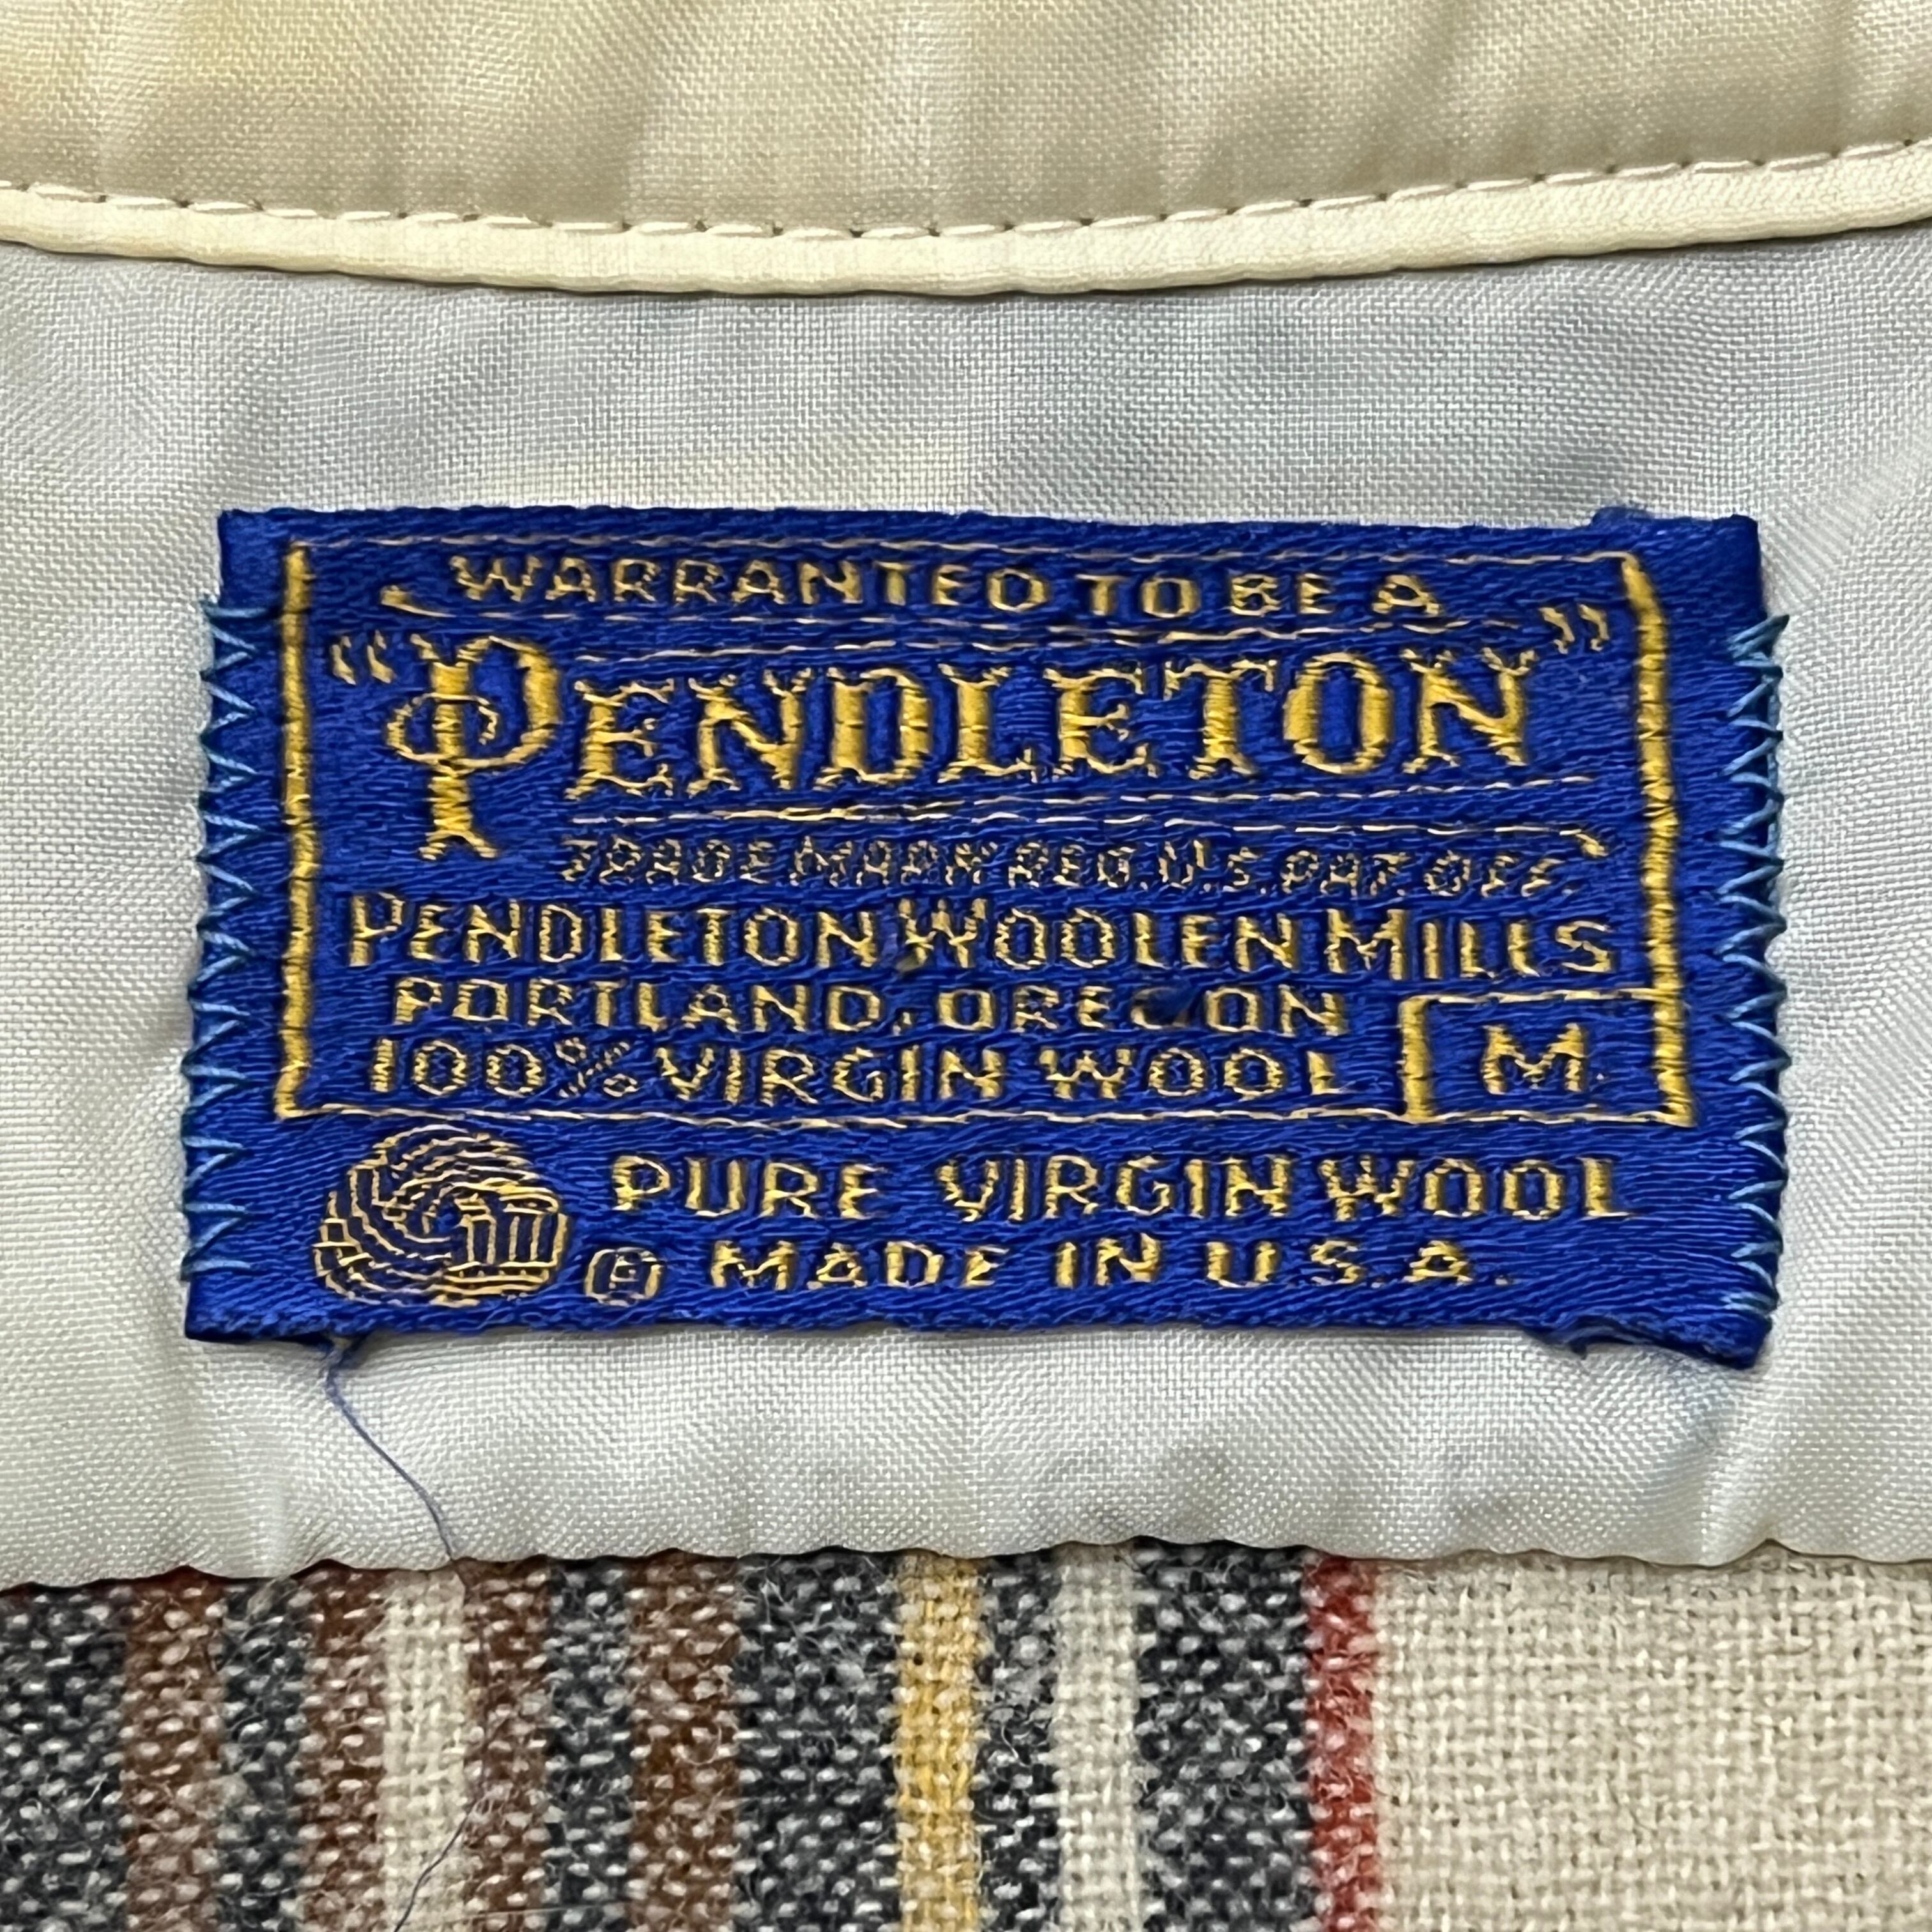 WARRANTED TO BE A
"PENDLETON"
TRADE MARK REG. U.S. PAT. OFF.
PENDLETON WOOLEN MILLS
PORTLAND, OREGON
100% VIRGIN WOOL M
PURE VIRGIN WOOL
® MADE IN U.S.A.